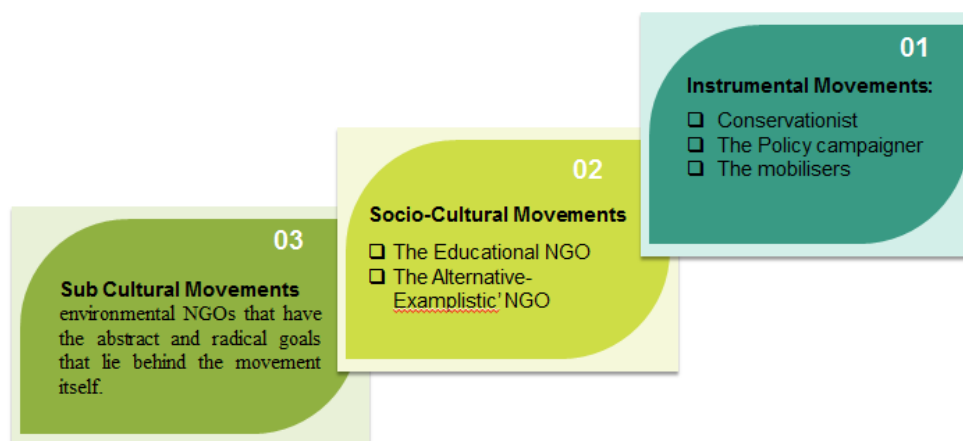 01
Instrumental Movements:
Conservationist
The Policy campaigner
The mobilisers
02
Socio-Cultural Movements
The Educational NGO
The Alternative-
Examplistic' NGO
03
Sub Cultural Movements
environmental NGOs that have
the abstract and radical goals
that lie behind the movement
itself.